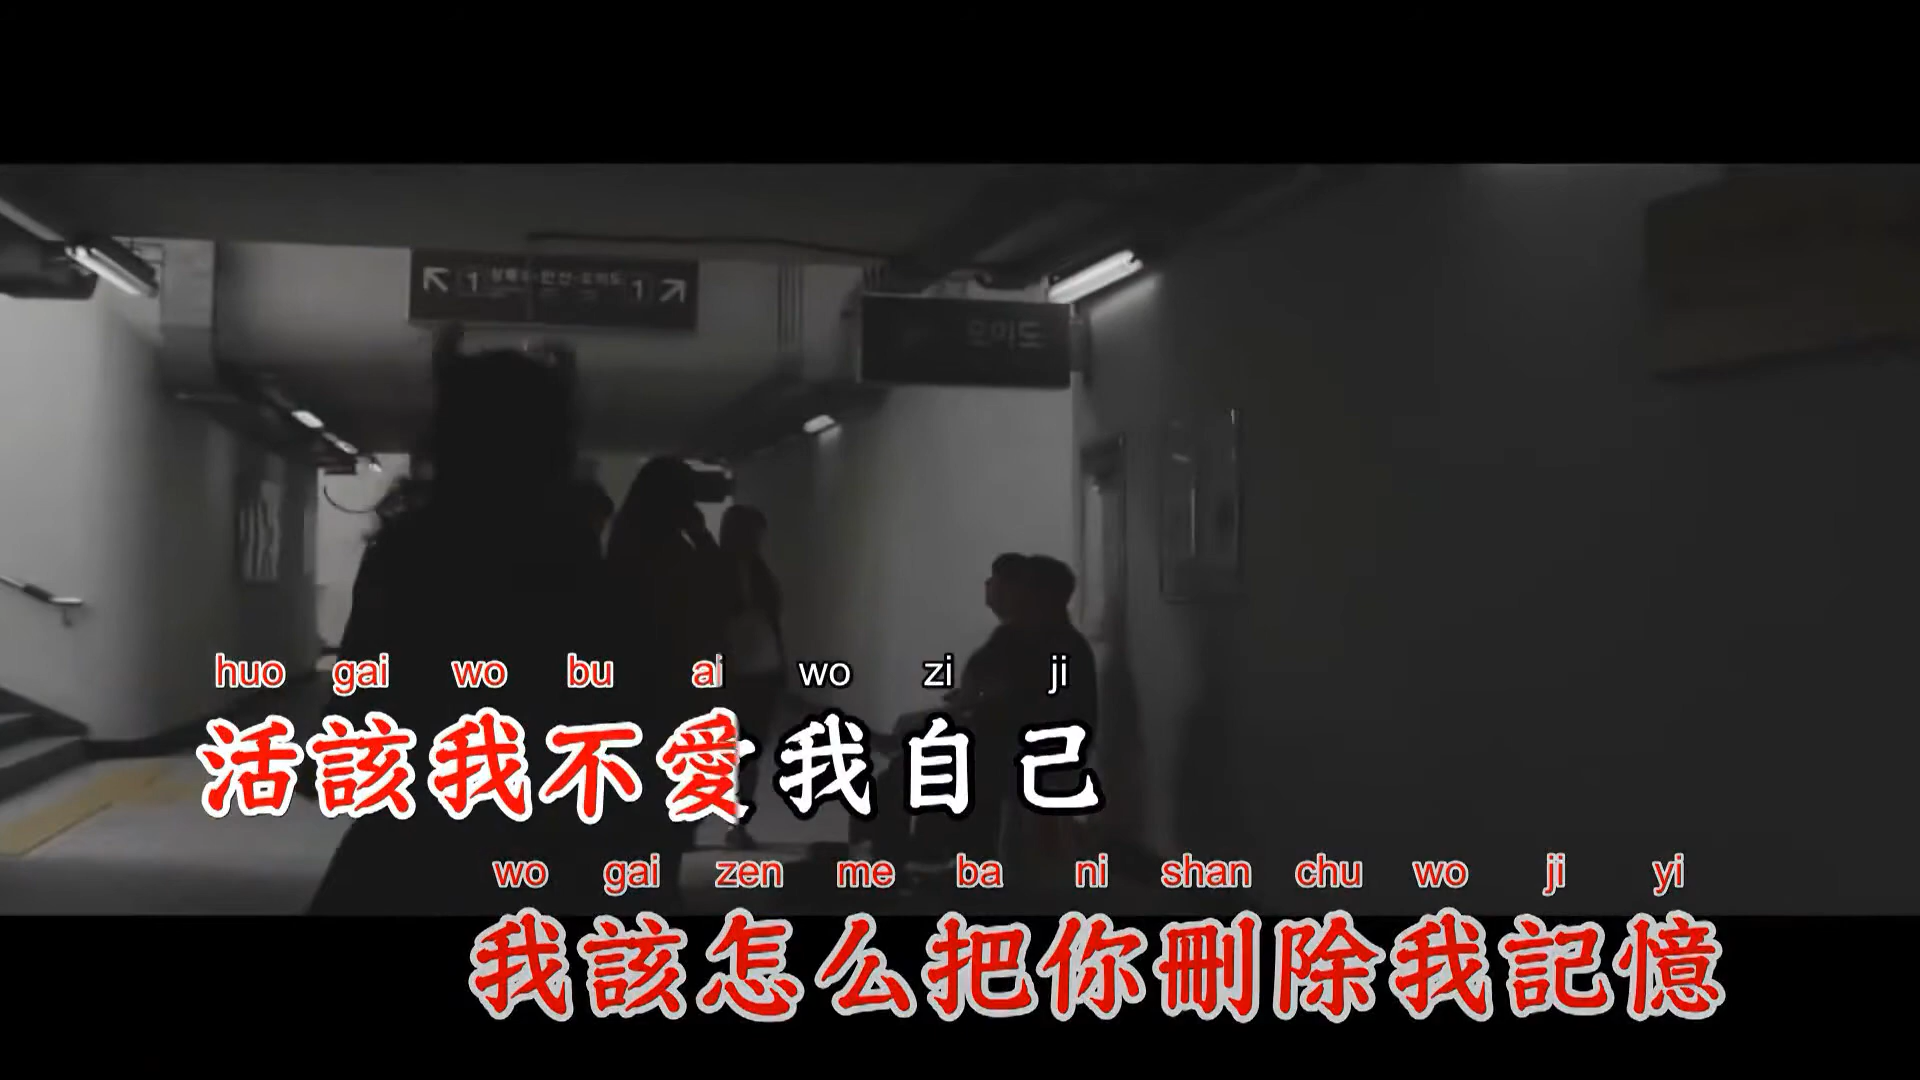 1 1
huo gai wo bu ai wo zi ji
活該我不愛我自己
wo gai zen me ba ni shan chu wo ji yi
我該怎么把你刪除我記憶